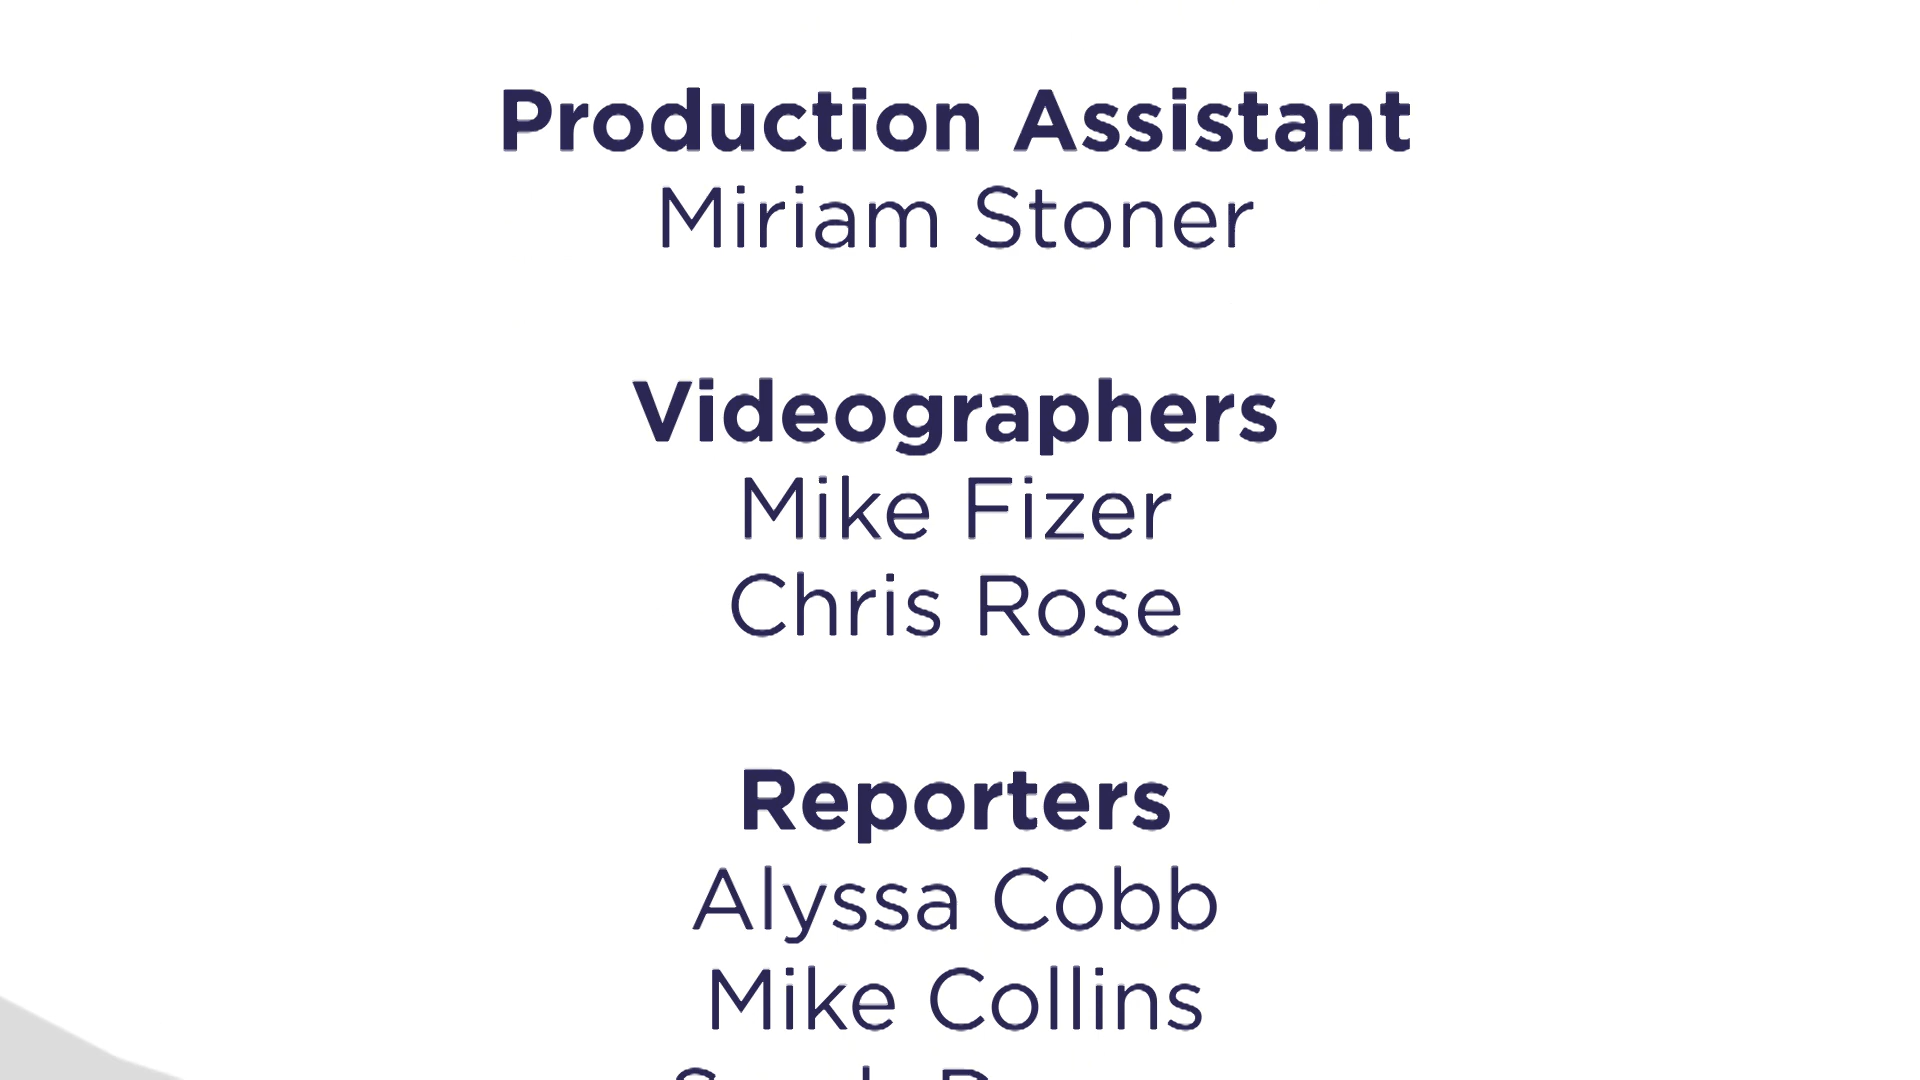 Production Assistant
Miriam Stoner
Videographers
Mike Fizer
Chris Rose
Reporters
Alyssa Cobb
Mike Collins